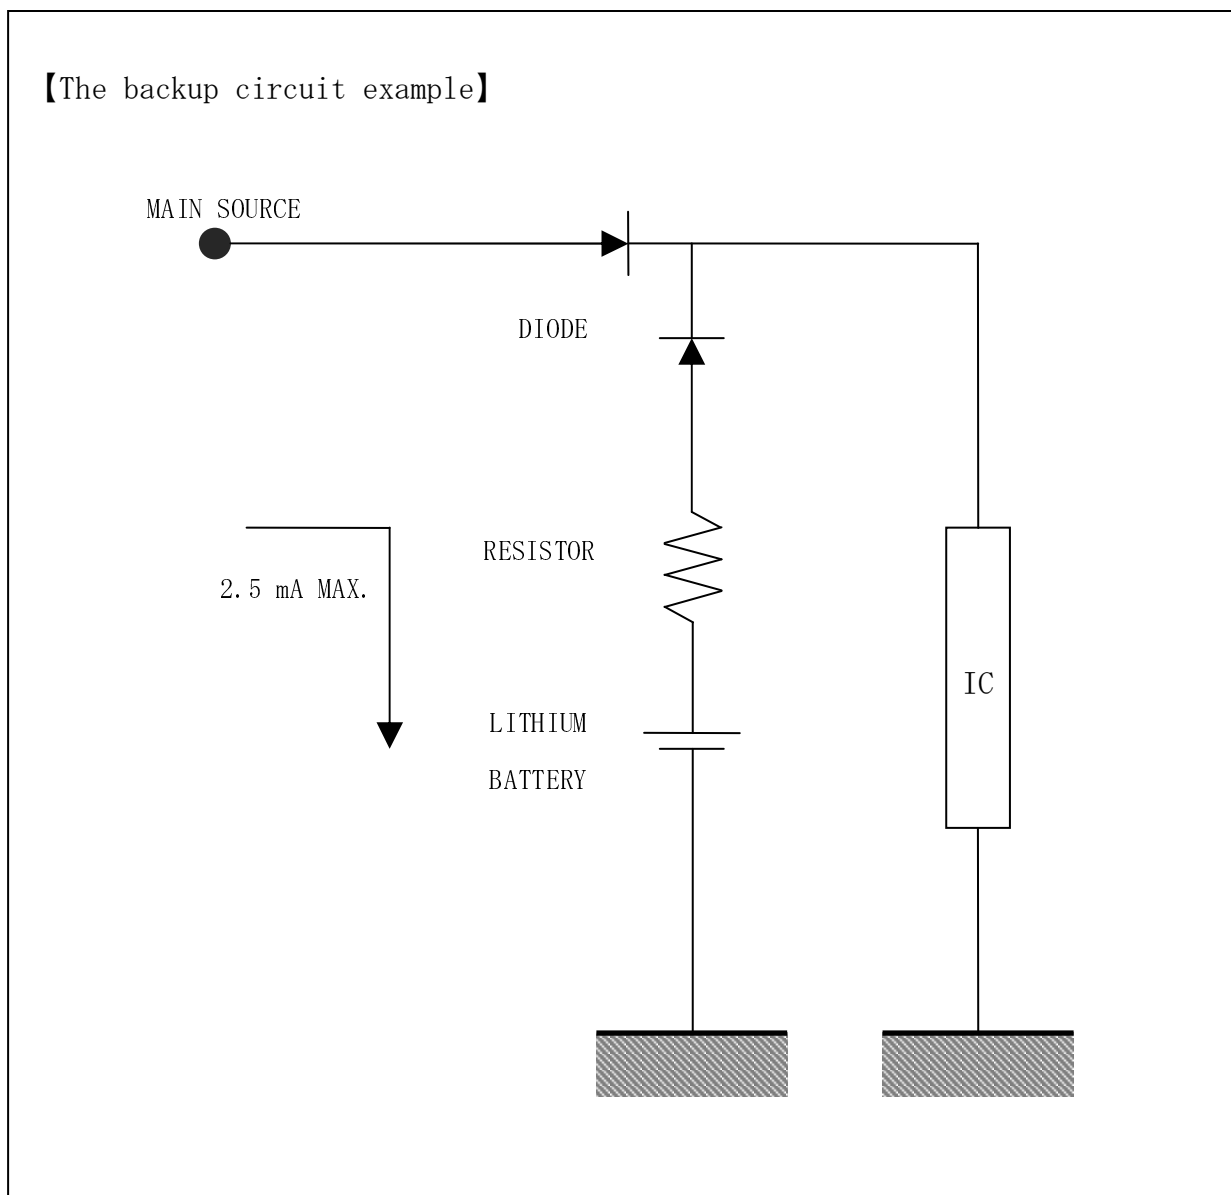 【The backup circuit example】
MAIN SOURCE
DIODE
RESISTOR
2.5 mA MAX.
IC
LITHIUM
BATTERY